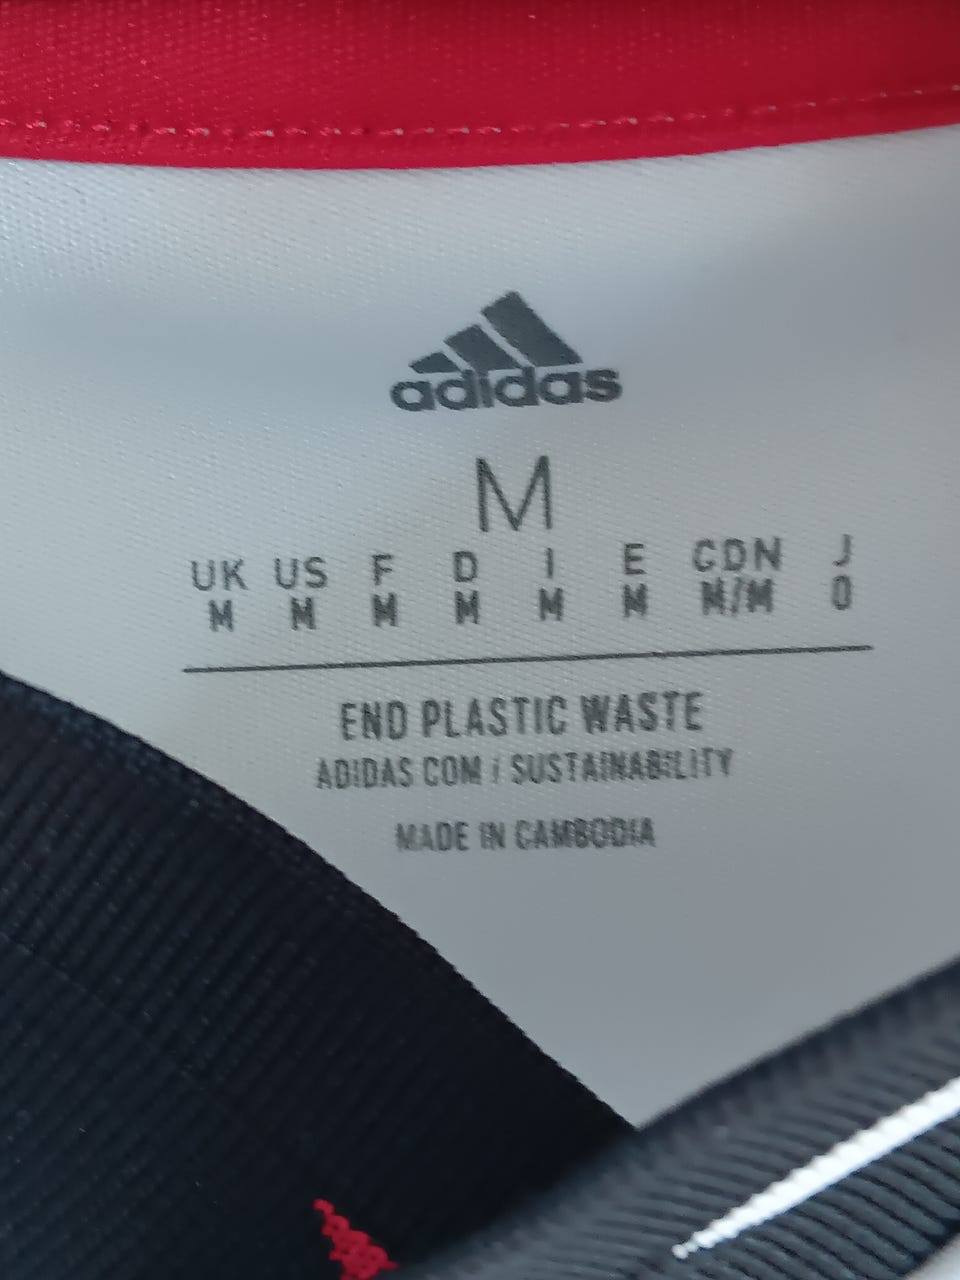 adidas
M
UK US F D I E CDN J
M M M M M M M/M O
END PLASTIC WASTE
ADIDAS.COM / SUSTAINABILITY
MADE IN CAMBODIA